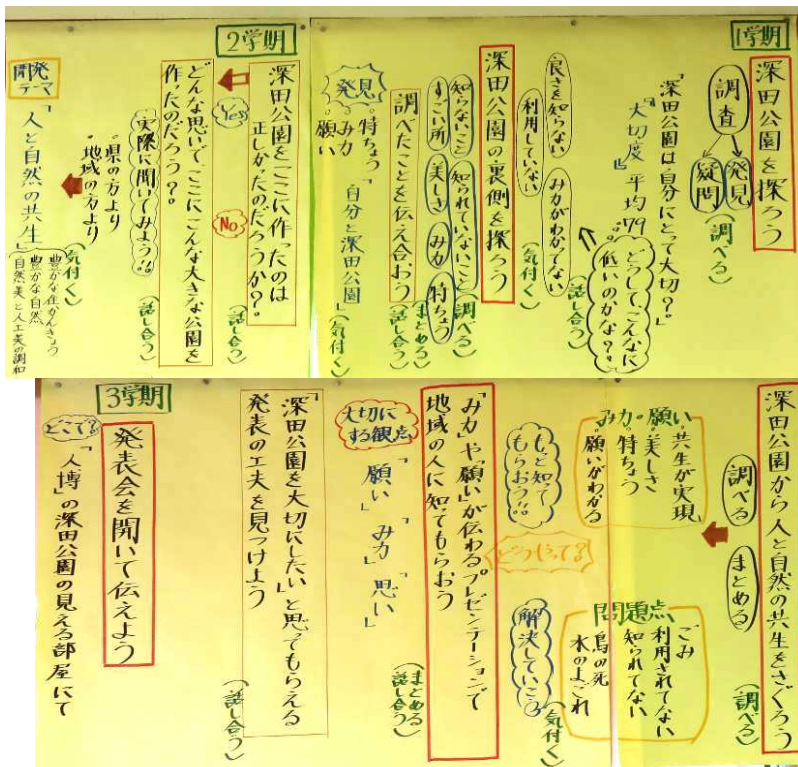 1学期
深田公園を探ろう
調査
発見
疑問
(調べる)
「深田公園は自分にとって大切?」
『大切度 平均79』
どうして、こんなに
低いのかな??
(話し合う)
良さを知らない
みカがわかてない
利用していない
(気付く)
深田公園の裏側を探ろう
知らないこと
知られていないこと
(調べる)
すごい所
美しさ
み力
特ちょう
(まとめる)
調べたことを伝え合おう
(話し合う)
発見
特ちょう
み力
願い
「自分と深田公園」
(気付く)
2学期
深田公園をここに作ったのは
正しかったのだろうか?。
(話し合う)
Yes
No
どんな思いで、ここにこんな大きな公園を
作ったのだろう?。
(話し合う)
実際に聞いてみよう!!
・県の方より
・地域の方より
(気付く)
開発
テーマ
「人と自然の共生」
豊かな住かんきょう
豊かな自然
自然美と人工美の調和
深田公園から人と自然の共生をさぐろう
調べる
まとめる
(調べる)
み力・願い
共生が実現
・美しさ
特ちょう
願いがわかる
問題点
ごみ
利用されてない
知られてない
鳥の死
水のよごれ
(気付く)
もっと知って
もらおう!!
解決していこう
どうやって?
「み力」や「願い」が伝わるプレゼンテーションで
地域の人に知てもらおう
(まとめる)
(話し合う)
大切に
する観点
「願い」「み力」「思い」
「深田公園を大切にしたい」と思ってもらえる
発表の工夫を見つけよう
(話し合う)
3学期
発表会を開いて伝えよう
どこで?
「人博」の深田公園の見える部屋にて